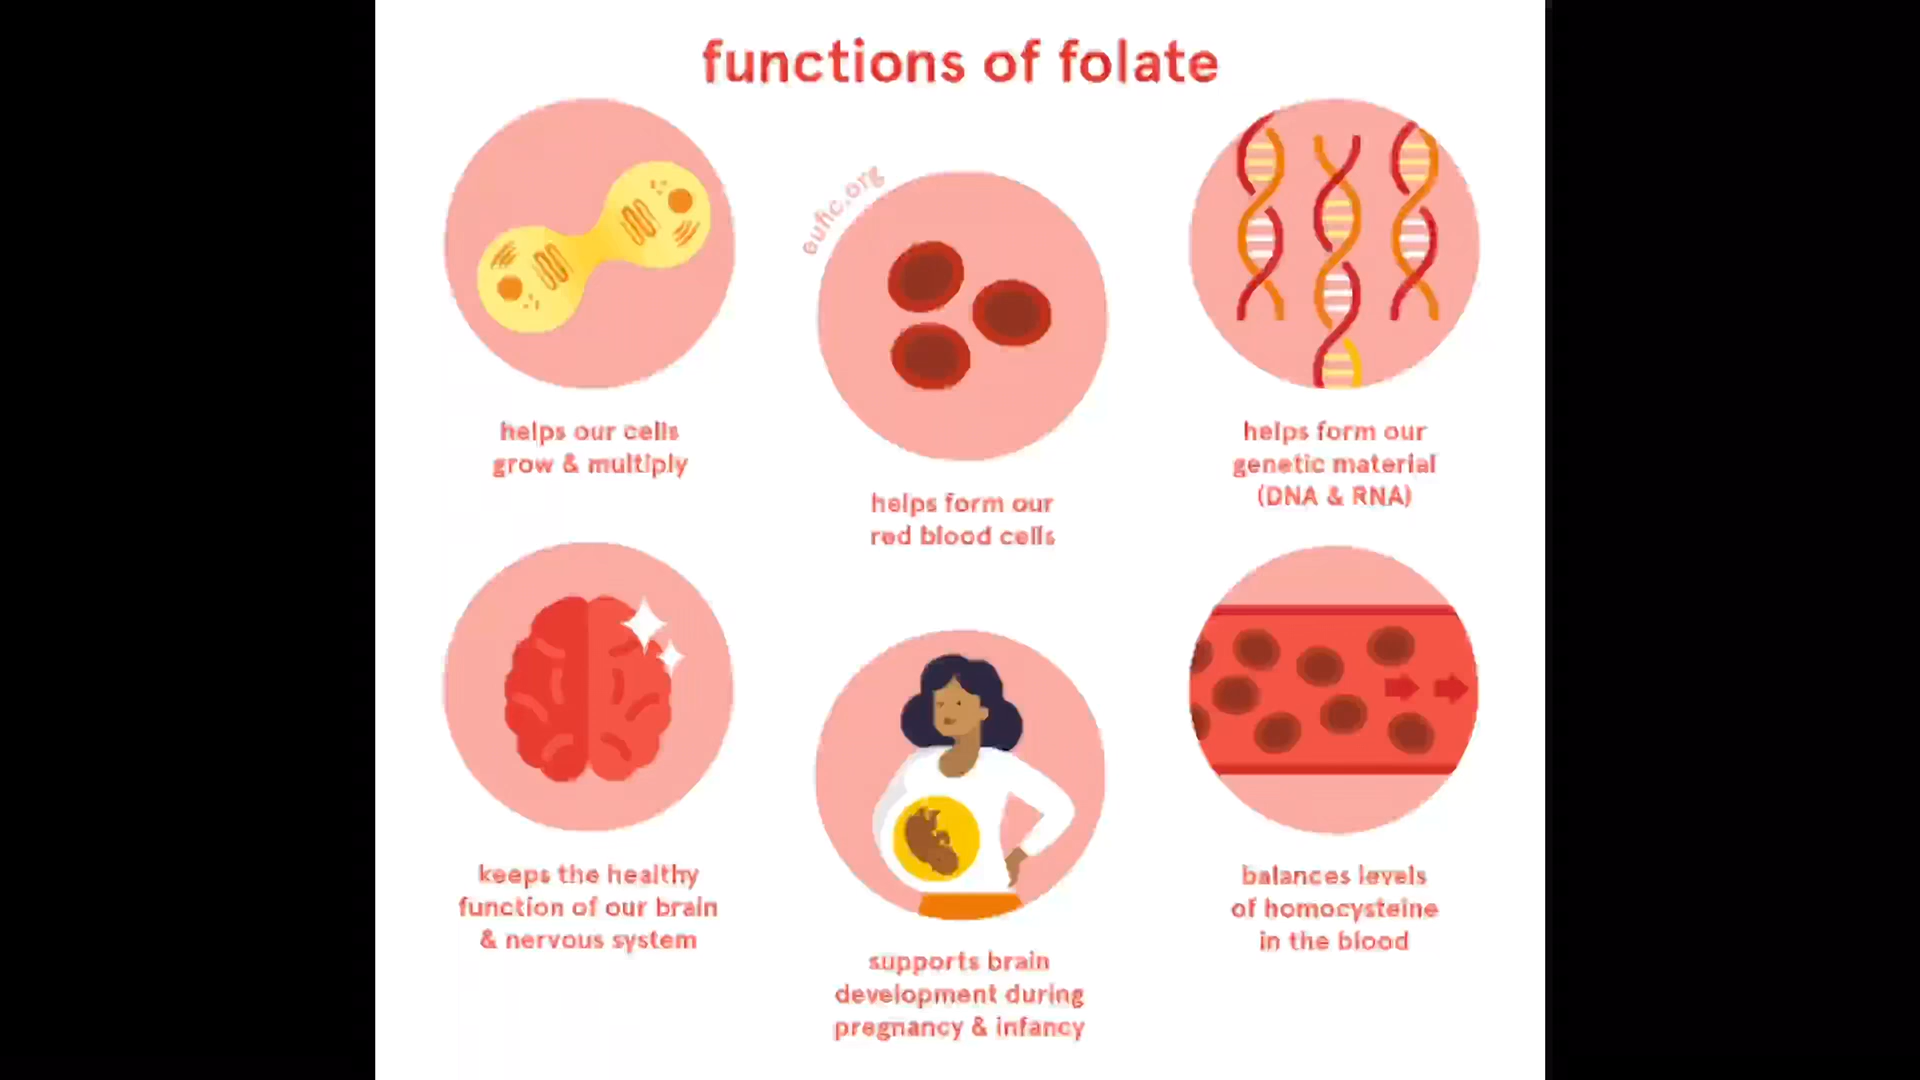 functions of folate
eufic.org
helps our cells
grow & multiply
helps form our
red blood cells
helps form our
genetic material
(DNA & RNA)
keeps the healthy
function of our brain
& nervous system
supports brain
development during
pregnancy & infancy
balances levels
of homocysteine
in the blood